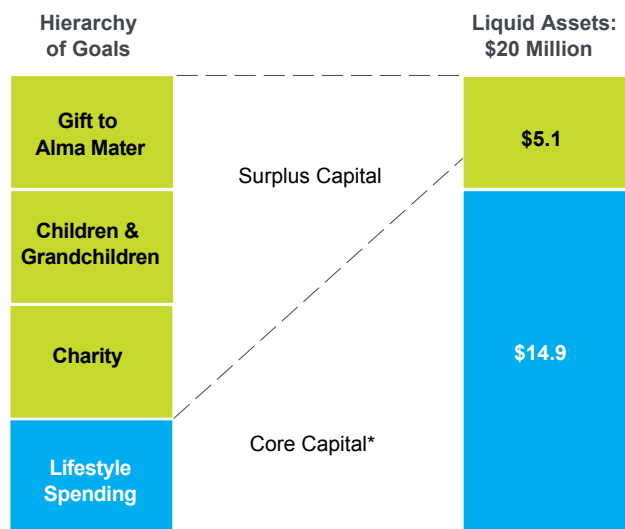 Hierarchy
of Goals
Liquid Assets:
$20 Million
Gift to
Alma Mater
$5.1
Surplus Capital
Children &
Grandchildren
Charity
$14.9
Core Capital*
Lifestyle
Spending